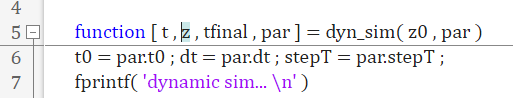 4
5 function [ t , z , tfinal , par ] = dyn_sim( z0 , par )
6 t0 = par.t0 ; dt = par.dt ; stepT = par.stepT ;
7 fprintf( 'dynamic sim... \n' )